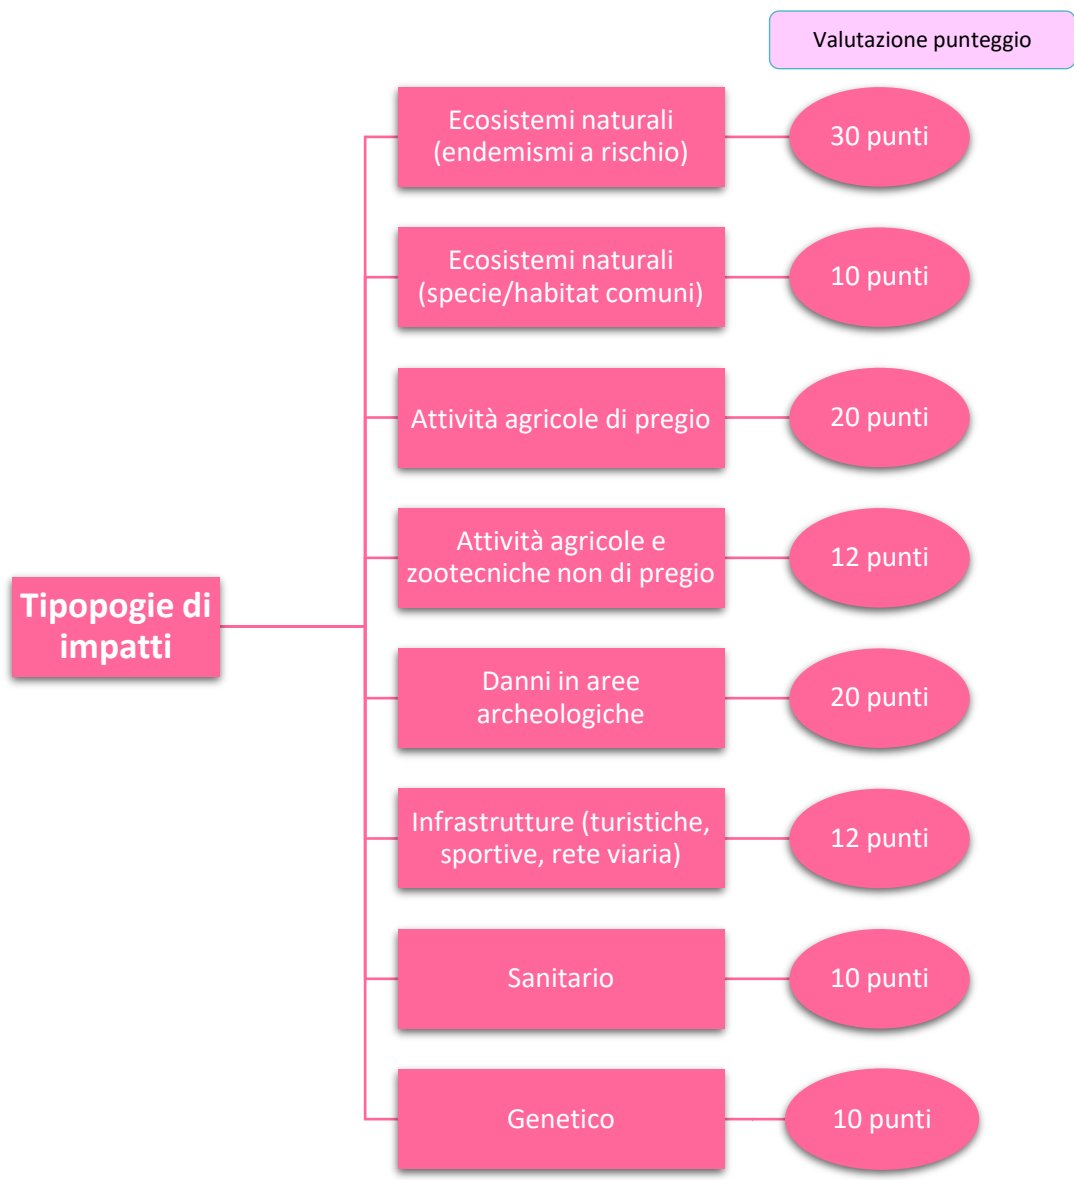 Valutazione punteggio
Ecosistemi naturali
(endemismi a rischio)
30 punti
Ecosistemi naturali
(specie/habitat comuni)
10 punti
Attività agricole di pregio
20 punti
Attività agricole e
zootecniche non di pregio
12 punti
Tipopogie di
impatti
Danni in aree
archeologiche
20 punti
Infrastrutture (turistiche,
sportive, rete viaria)
12 punti
Sanitario
10 punti
Genetico
10 punti